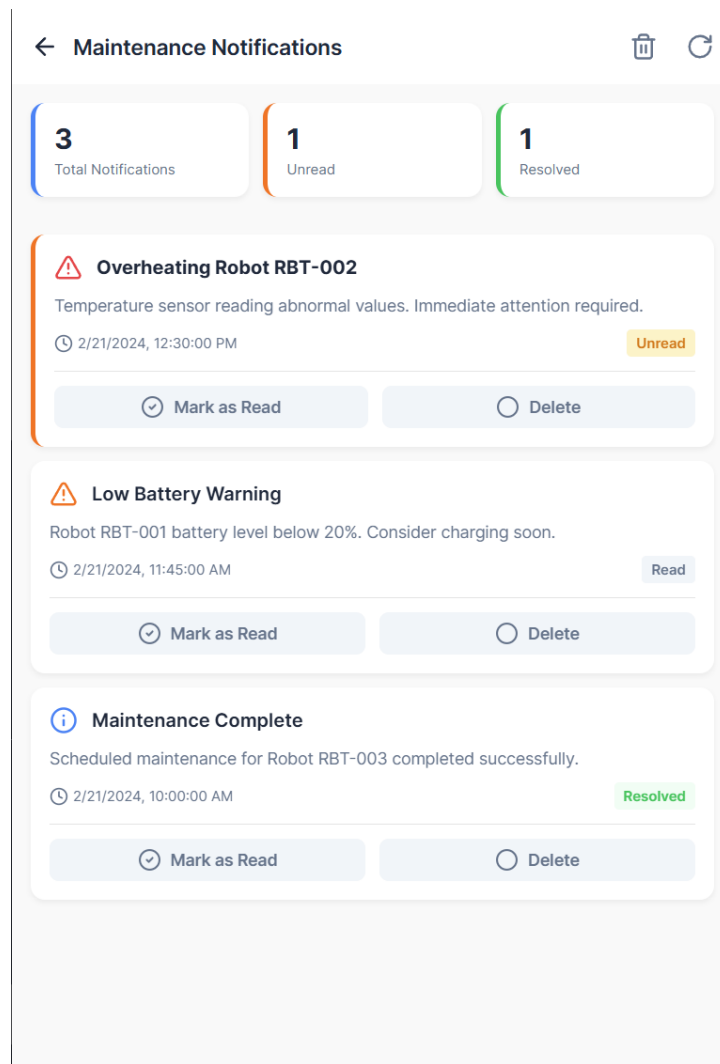 Maintenance Notifications
3
Total Notifications
1
Unread
1
Resolved
Overheating Robot RBT-002
Temperature sensor reading abnormal values. Immediate attention required.
2/21/2024, 12:30:00 PM
Unread
Mark as Read
Delete
Low Battery Warning
Robot RBT-001 battery level below 20%. Consider charging soon.
2/21/2024, 11:45:00 AM
Read
Mark as Read
Delete
Maintenance Complete
Scheduled maintenance for Robot RBT-003 completed successfully.
2/21/2024, 10:00:00 AM
Resolved
Mark as Read
Delete